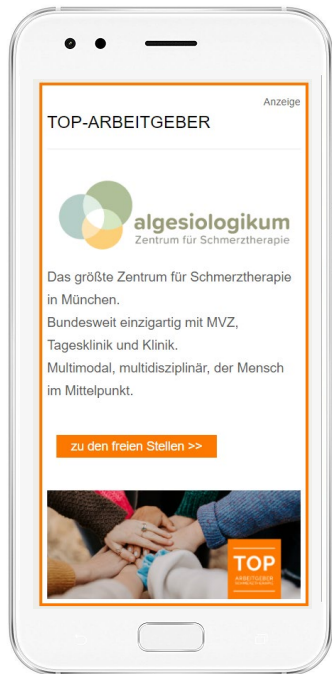 Anzeige
TOP-ARBEITGEBER
algesiologikum
Zentrum für Schmerztherapie
Das größte Zentrum für Schmerztherapie
in München.
Bundesweit einzigartig mit MVZ,
Tagesklinik und Klinik.
Multimodal, multidisziplinär, der Mensch
im Mittelpunkt.
zu den freien Stellen >>
TOP
ARBEITGEBER
SCHMERZTHERAPIE